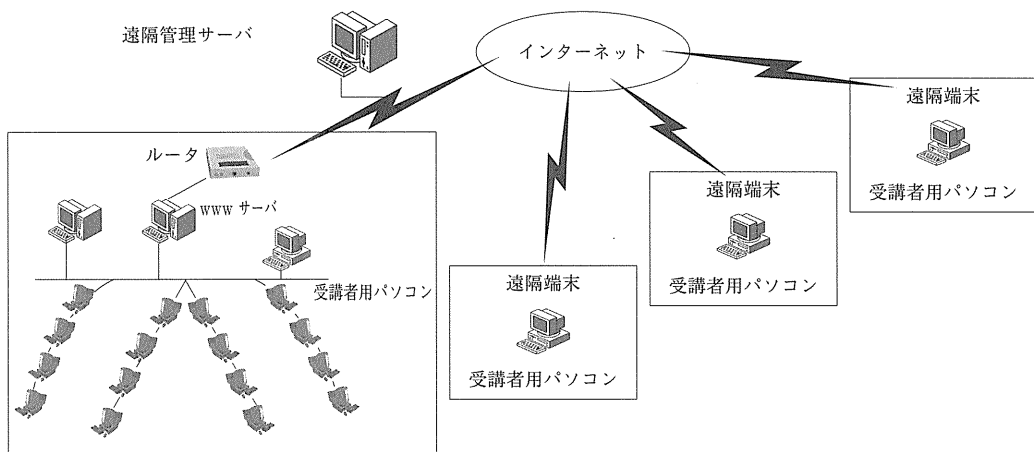 遠隔管理サーバ
インターネット
遠隔端末
受講者用パソコン
ルータ
WWW サーバ
遠隔端末
受講者用パソコン
受講者用パソコン
遠隔端末
受講者用パソコン